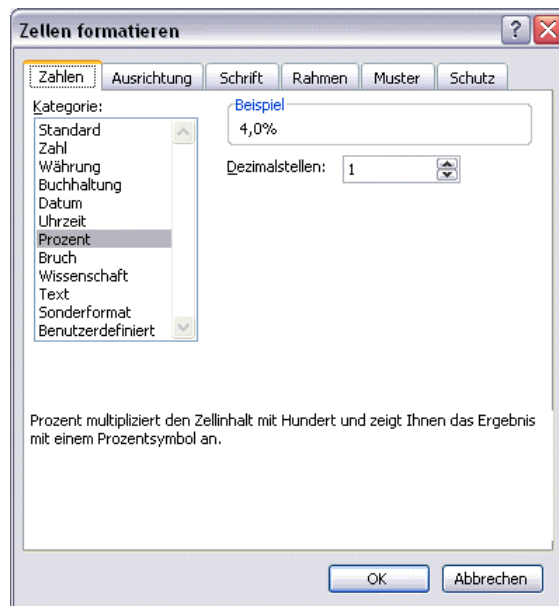 Zellen formatieren
Zahlen Ausrichtung Schrift Rahmen Muster Schutz
Kategorie:
Standard
Zahl
Währung
Buchhaltung
Datum
Uhrzeit
Prozent
Bruch
Wissenschaft
Text
Sonderformat
Benutzerdefiniert
Beispiel
4,0%
Dezimalstellen: 1
Prozent multipliziert den Zellinhalt mit Hundert und zeigt Ihnen das Ergebnis
mit einem Prozentsymbol an.
OK Abbrechen